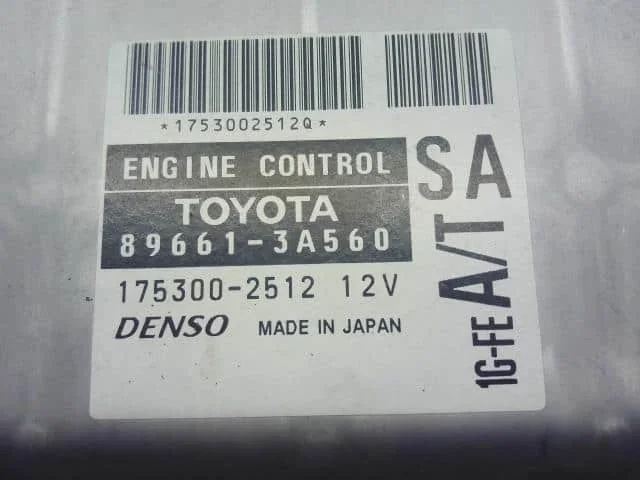 *1753002512Q*
ENGINE CONTROL
TOYOTA
89661-3A560
175300-2512 12V
DENSO MADE IN JAPAN
SA
A/T
1G-FE